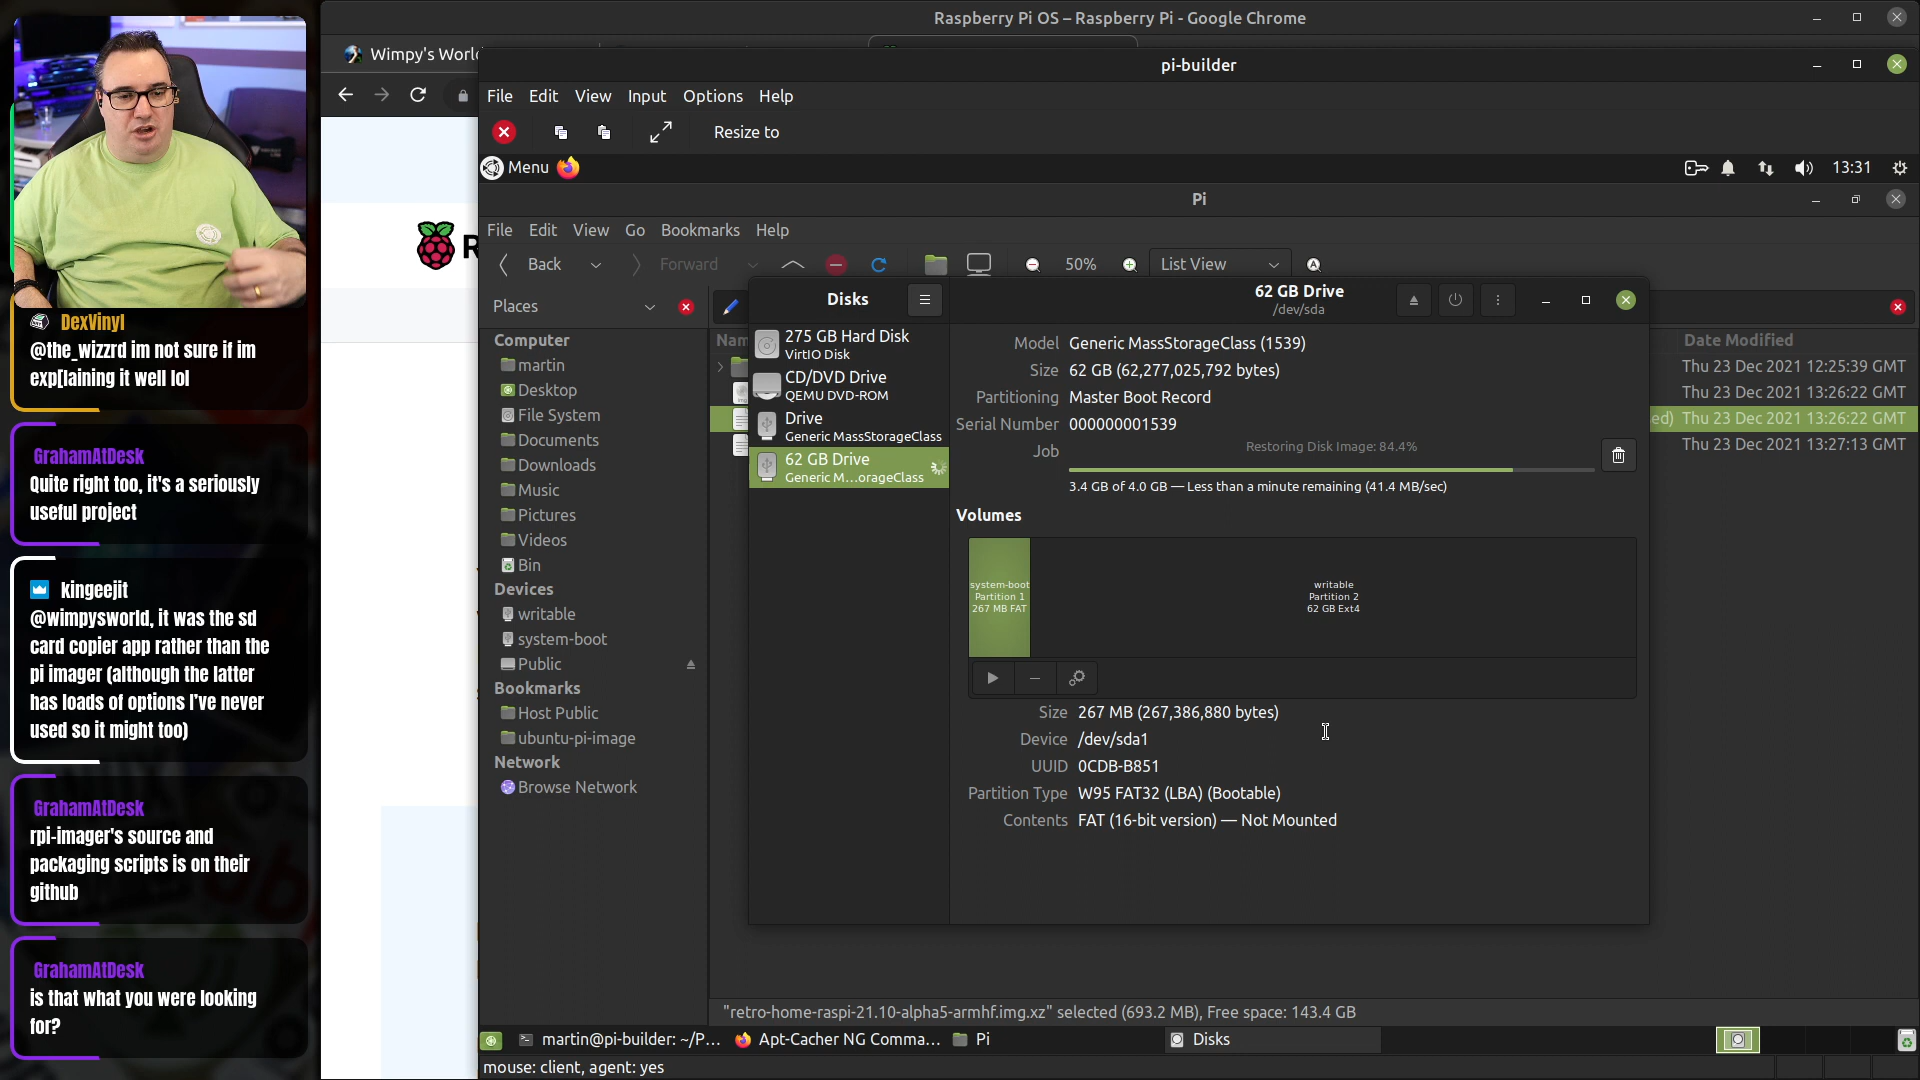 Raspberry Pi OS – Raspberry Pi - Google Chrome
Wimpy's Worl
pi-builder
File Edit View Input Options Help
Resize to
Menu
13:31
Pi
File Edit View Go Bookmarks Help
Back Forward 50% List View
Places
Computer
martin
Desktop
File System
Documents
Downloads
Music
Pictures
Videos
Bin
Devices
writable
system-boot
Public
Bookmarks
Host Public
ubuntu-pi-image
Network
Browse Network
Disks
275 GB Hard Disk
VirtIO Disk
CD/DVD Drive
QEMU DVD-ROM
Drive
Generic MassStorageClass
62 GB Drive
Generic M...orageClass
62 GB Drive
/dev/sda
Model Generic MassStorageClass (1539)
Size 62 GB (62,277,025,792 bytes)
Partitioning Master Boot Record
Serial Number 000000001539
Job Restoring Disk Image: 84.4%
3.4 GB of 4.0 GB — Less than a minute remaining (41.4 MB/sec)
Volumes
system-boot
Partition 1
267 MB FAT
writable
Partition 2
62 GB Ext4
Size 267 MB (267,386,880 bytes)
Device /dev/sda1
UUID 0CDB-B851
Partition Type W95 FAT32 (LBA) (Bootable)
Contents FAT (16-bit version) — Not Mounted
Date Modified
Thu 23 Dec 2021 12:25:39 GMT
Thu 23 Dec 2021 13:26:22 GMT
ed) Thu 23 Dec 2021 13:26:22 GMT
Thu 23 Dec 2021 13:27:13 GMT
"retro-home-raspi-21.10-alpha5-armhf.img.xz" selected (693.2 MB), Free space: 143.4 GB
martin@pi-builder: ~/P... Apt-Cacher NG Comma... Pi Disks
mouse: client, agent: yes
DexVinyl
@the_wizzrd im not sure if im
exp[laining it well lol
GrahamAtDesk
Quite right too, it's a seriously
useful project
kingeejit
@wimpysworld, it was the sd
card copier app rather than the
pi imager (although the latter
has loads of options I've never
used so it might too)
GrahamAtDesk
rpi-imager's source and
packaging scripts is on their
github
GrahamAtDesk
is that what you were looking
for?